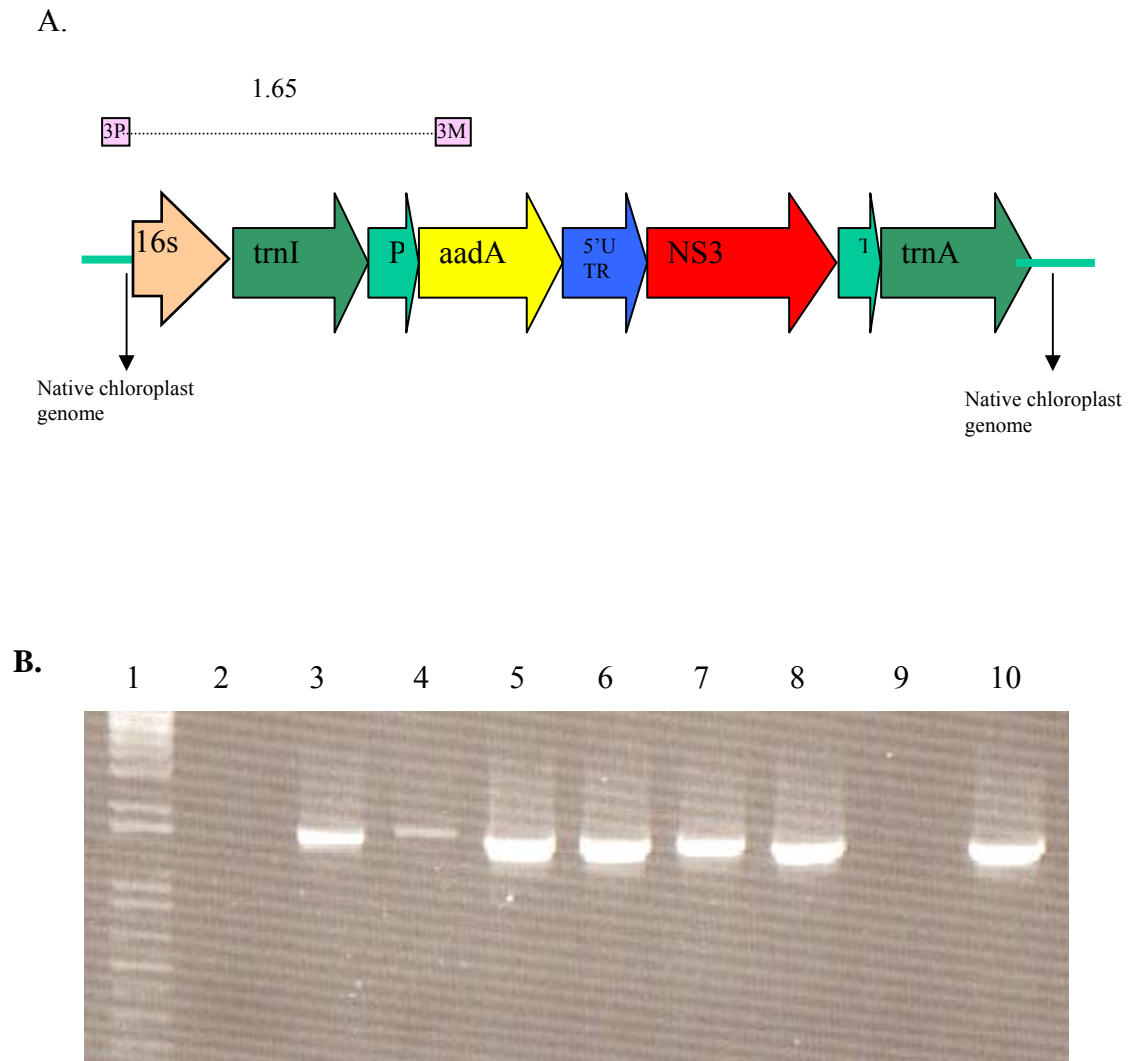 A.
1.65
3P 3M
16s trnI P aadA 5'U TR NS3 T trnA
Native chloroplast
genome
Native chloroplast
genome
B.
1 2 3 4 5 6 7 8 9 10